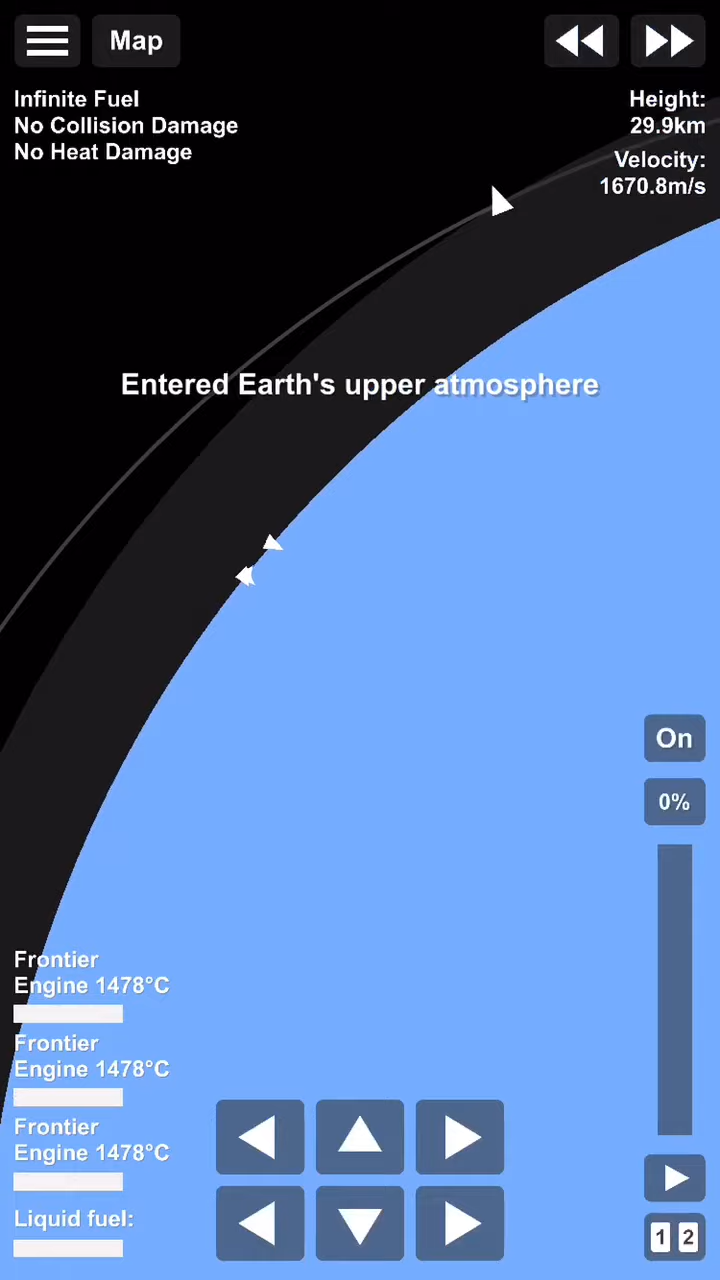 Map
Infinite Fuel
No Collision Damage
No Heat Damage
Height:
29.9km
Velocity:
1670.8m/s
Entered Earth's upper atmosphere
On
0%
Frontier
Engine 1478°C
Frontier
Engine 1478°C
Frontier
Engine 1478°C
Liquid fuel:
1 2